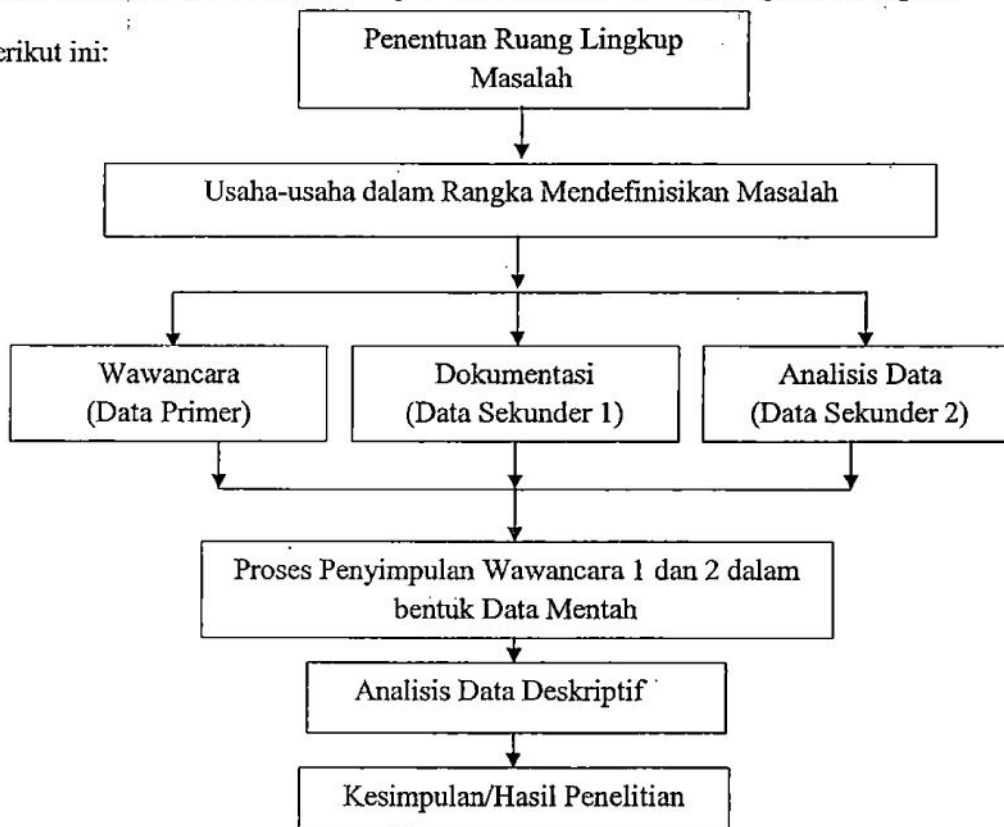 erikut ini:
Penentuan Ruang Lingkup
Masalah
Usaha-usaha dalam Rangka Mendefinisikan Masalah
Wawancara
(Data Primer)
Dokumentasi
(Data Sekunder 1)
Analisis Data
(Data Sekunder 2)
Proses Penyimpulan Wawancara 1 dan 2 dalam
bentuk Data Mentah
Analisis Data Deskriptif
Kesimpulan/Hasil Penelitian